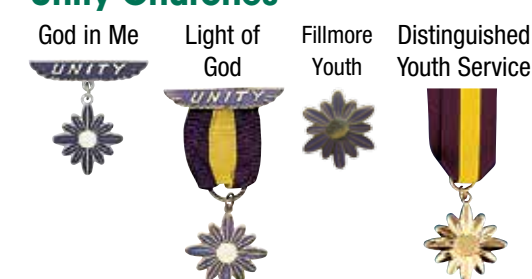 Unity Churches
God in Me
Light of
God
Fillmore
Youth
Distinguished
Youth Service
UNITY
UNITY